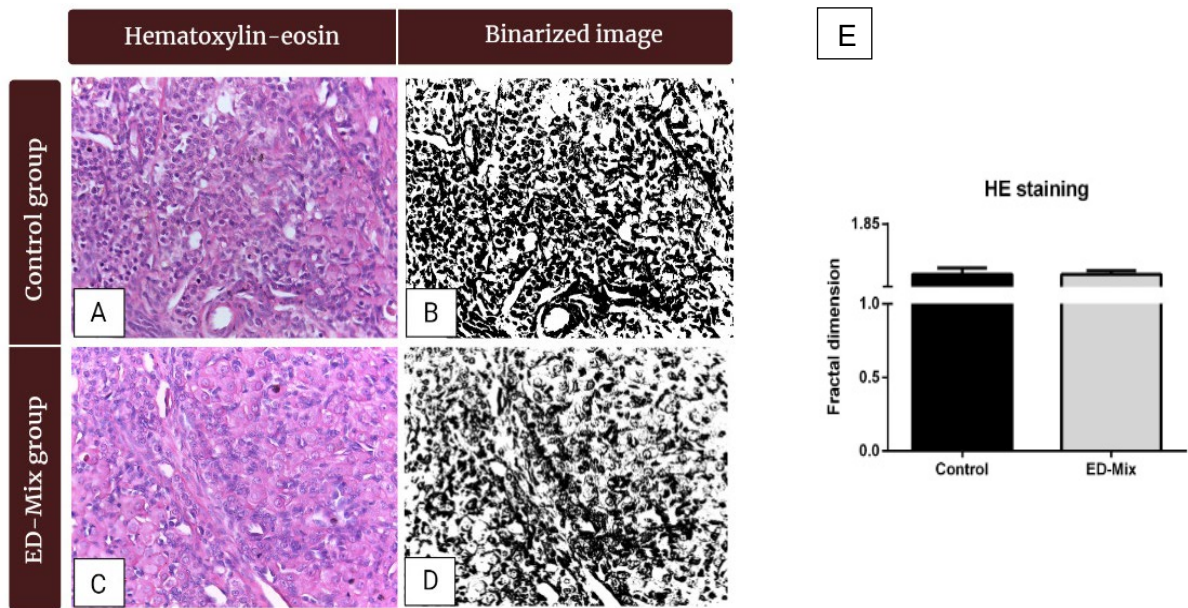 Hematoxylin-eosin
Binarized image
E
Control group
A
B
ED-Mix group
C
D
HE staining
Fractal dimension
1.85
1.0
0.5
0.0
Control
ED-Mix